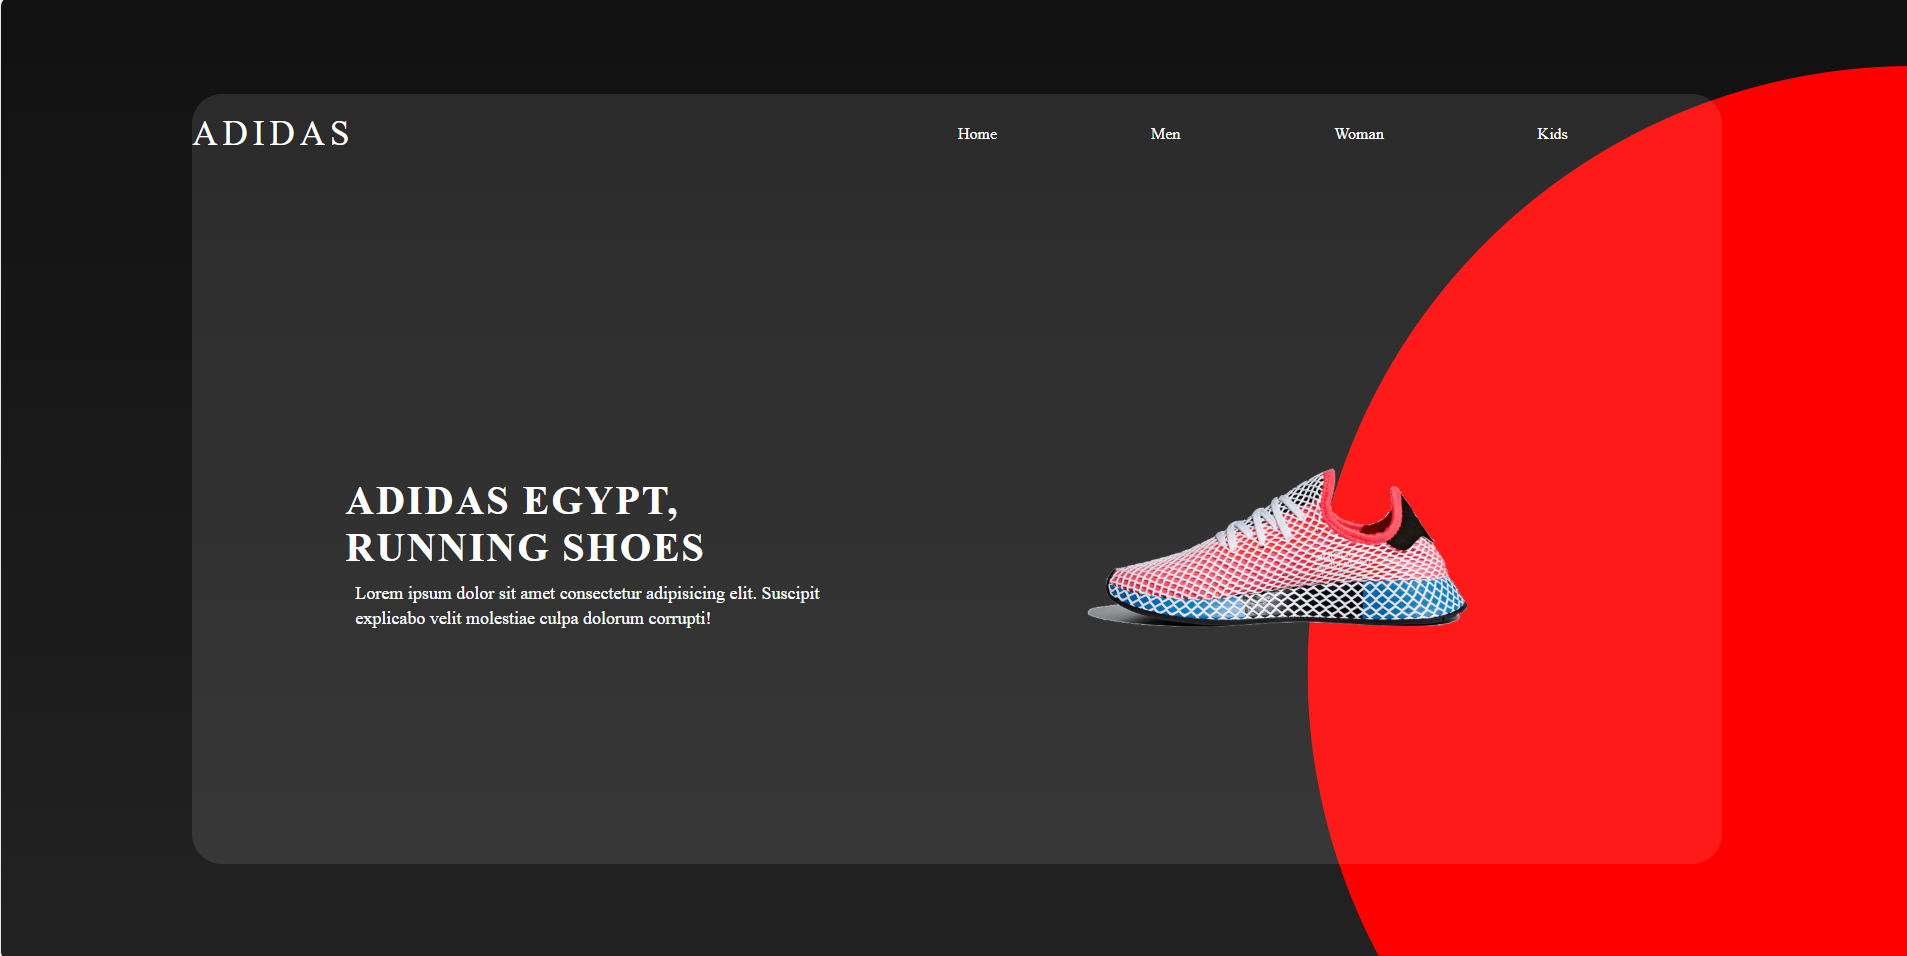 ADIDAS
Home
Men
Woman
Kids
ADIDAS EGYPT,
RUNNING SHOES
Lorem ipsum dolor sit amet consectetur adipisicing elit. Suscipit
explicabo velit molestiae culpa dolorum corrupti!